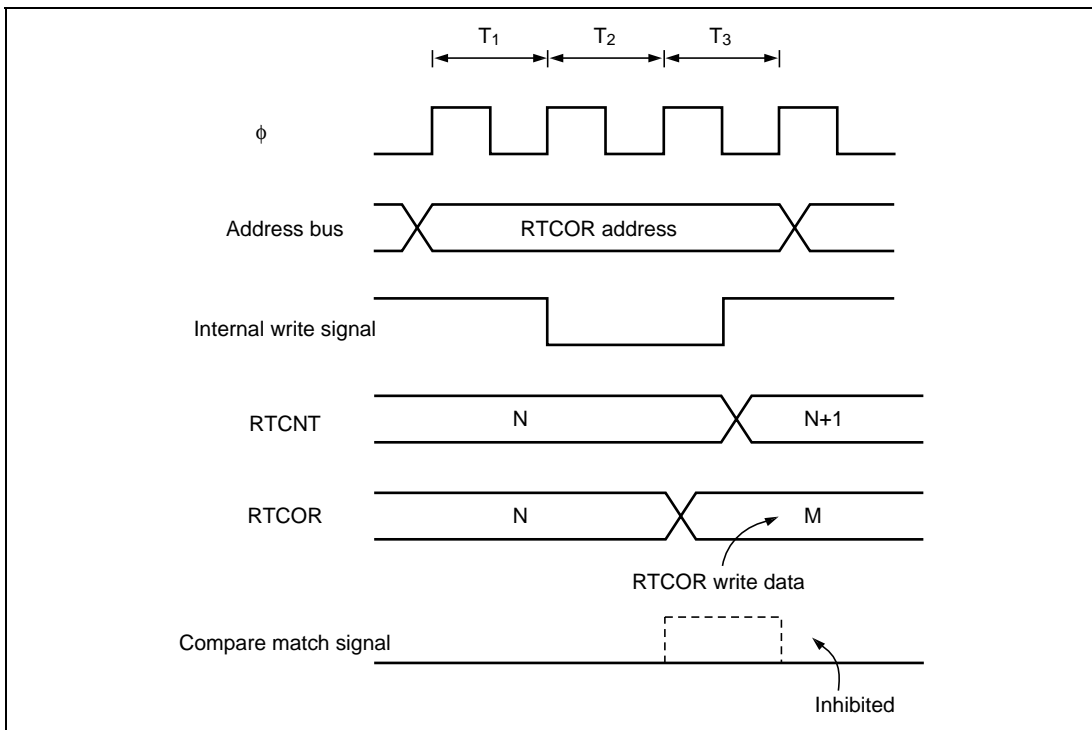 T1 T2 T3
φ
Address bus RTCOR address
Internal write signal
RTCNT N N+1
RTCOR N M
RTCOR write data
Compare match signal
Inhibited